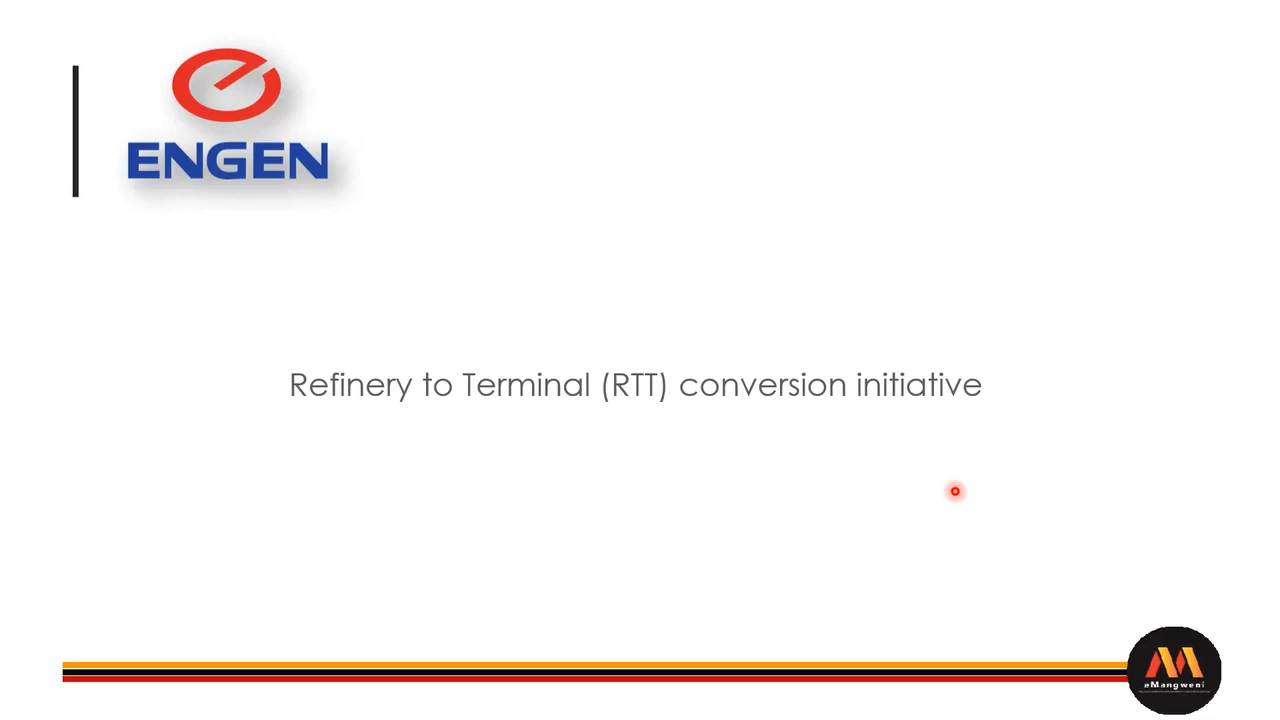 ENGEN
Refinery to Terminal (RTT) conversion initiative
eMangweni